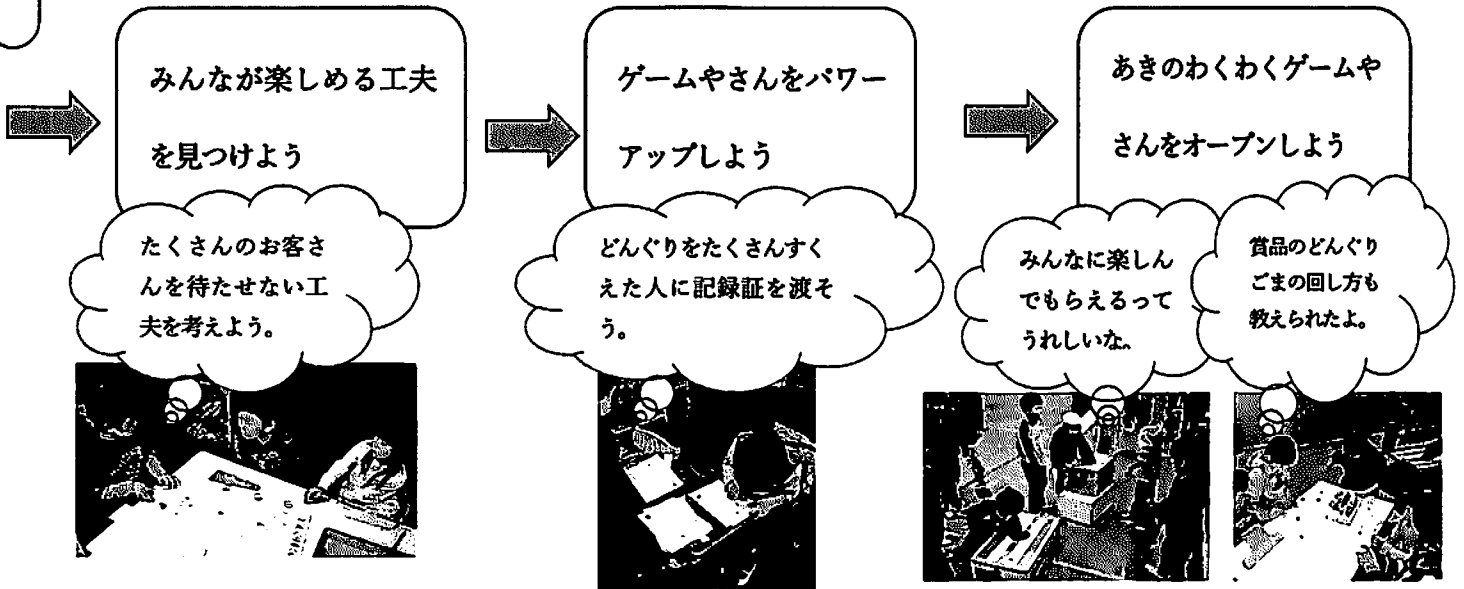 みんなが楽しめる工夫
を見つけよう
たくさんのお客さ
んを待たせない工
夫を考えよう。
ゲームやさんをパワー
アップしよう
どんぐりをたくさんすく
えた人に記録証を渡そ
う。
あきのわくわくゲームや
さんをオープンしよう
みんなに楽しん
でもらえるって
うれしいな。
賞品のどんぐり
ごまの回し方も
教えられたよ。